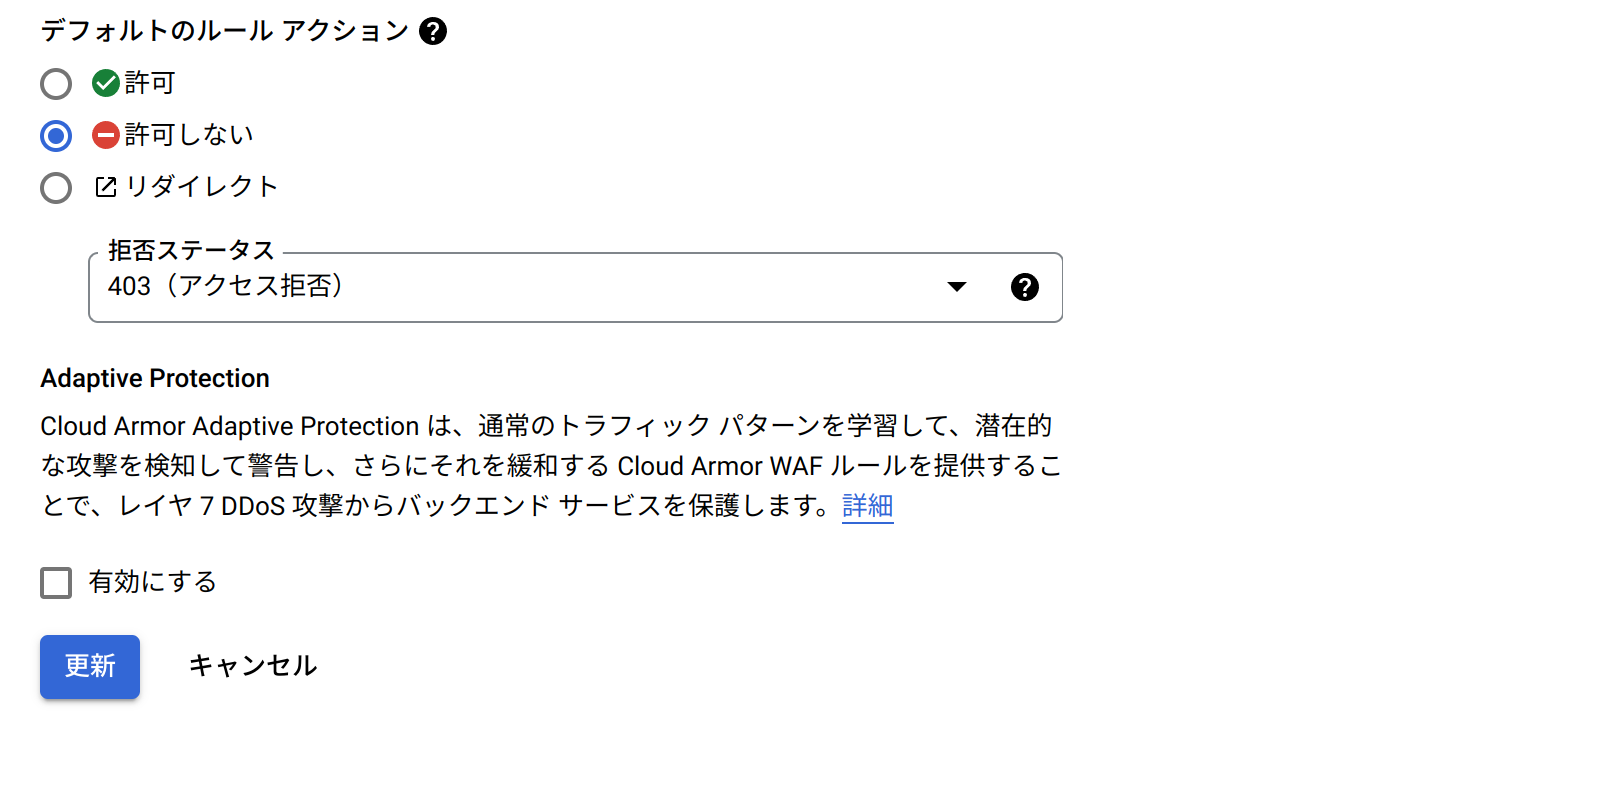 デフォルトのルール アクション
許可
許可しない
リダイレクト
拒否ステータス
403（アクセス拒否）
Adaptive Protection
Cloud Armor Adaptive Protection は、通常のトラフィック パターンを学習して、潜在的
な攻撃を検知して警告し、さらにそれを緩和する Cloud Armor WAF ルールを提供するこ
とで、レイヤ 7 DDoS 攻撃からバックエンド サービスを保護します。詳細
有効にする
更新 キャンセル